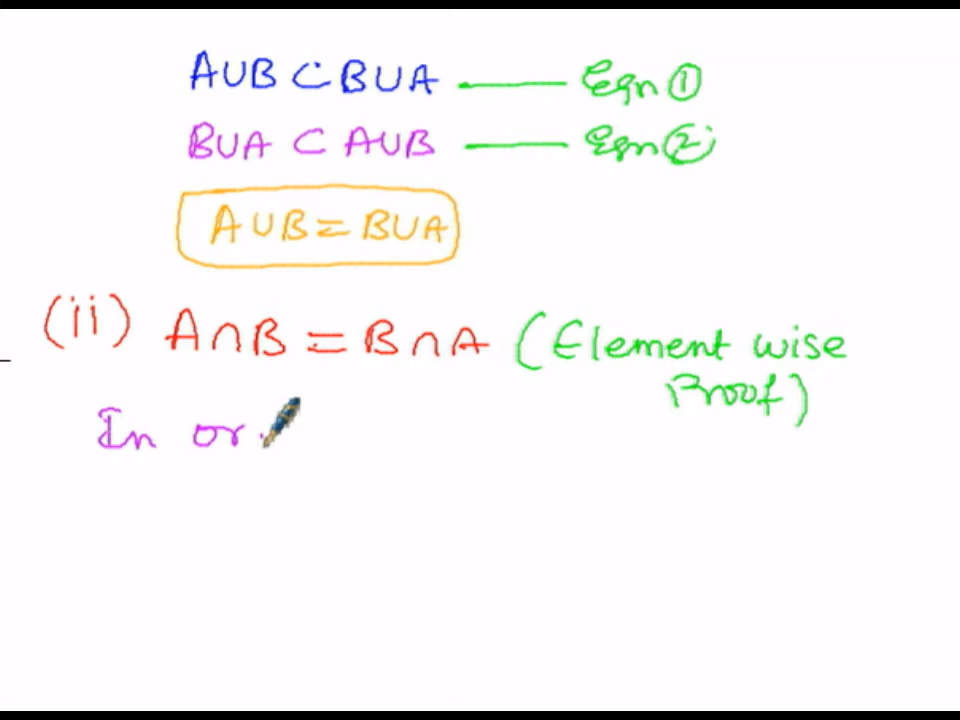 A∪B ⊂ B∪A —— Eqn ①
B∪A ⊂ A∪B —— Eqn ②
A∪B = B∪A
(ii) A∩B = B∩A (Element wise
Proof)
In or